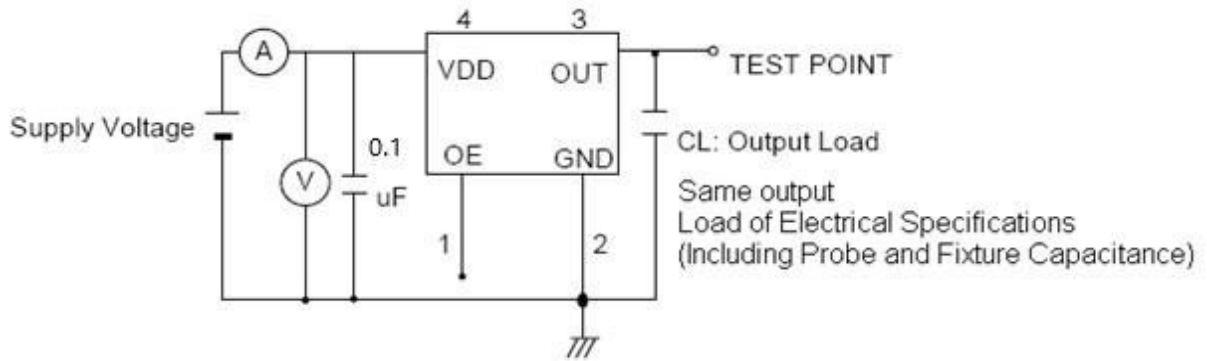 4
3
A
VDD
OUT
TEST POINT
Supply Voltage
0.1
uF
V
OE
GND
CL: Output Load
1
2
Same output
Load of Electrical Specifications
(Including Probe and Fixture Capacitance)